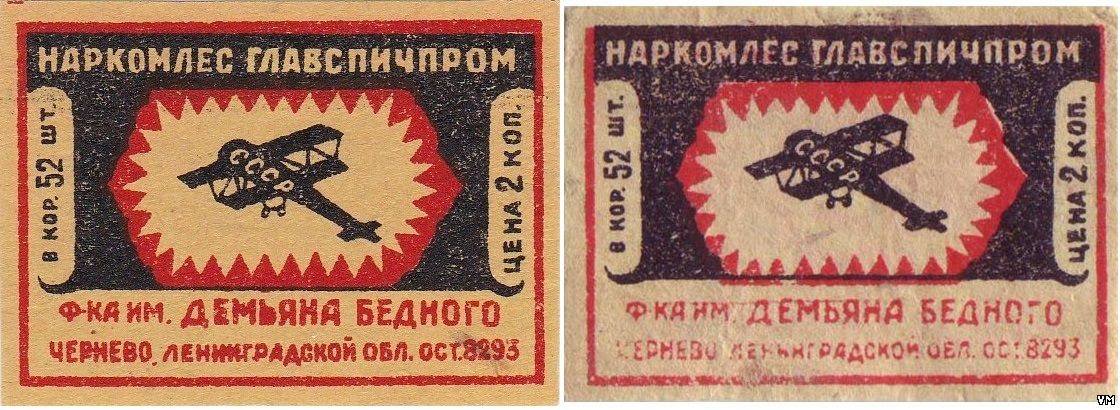 НАРКОМЛЕС ГЛАВСПИЧПРОМ
В КОР. 52 ШТ.
СССР
ЦЕНА 2 КОП.
Ф-КА ИМ. ДЕМЬЯНА БЕДНОГО
ЧЕРНЕВО, ЛЕНИНГРАДСКОЙ ОБЛ. ОСТ. 8293
НАРКОМЛЕС ГЛАВСПИЧПРОМ
В КОР. 52 ШТ.
СССР
ЦЕНА 2 КОП.
Ф-КА ИМ. ДЕМЬЯНА БЕДНОГО
ЧЕРНЕВО, ЛЕНИНГРАДСКОЙ ОБЛ. ОСТ. 8293
VM